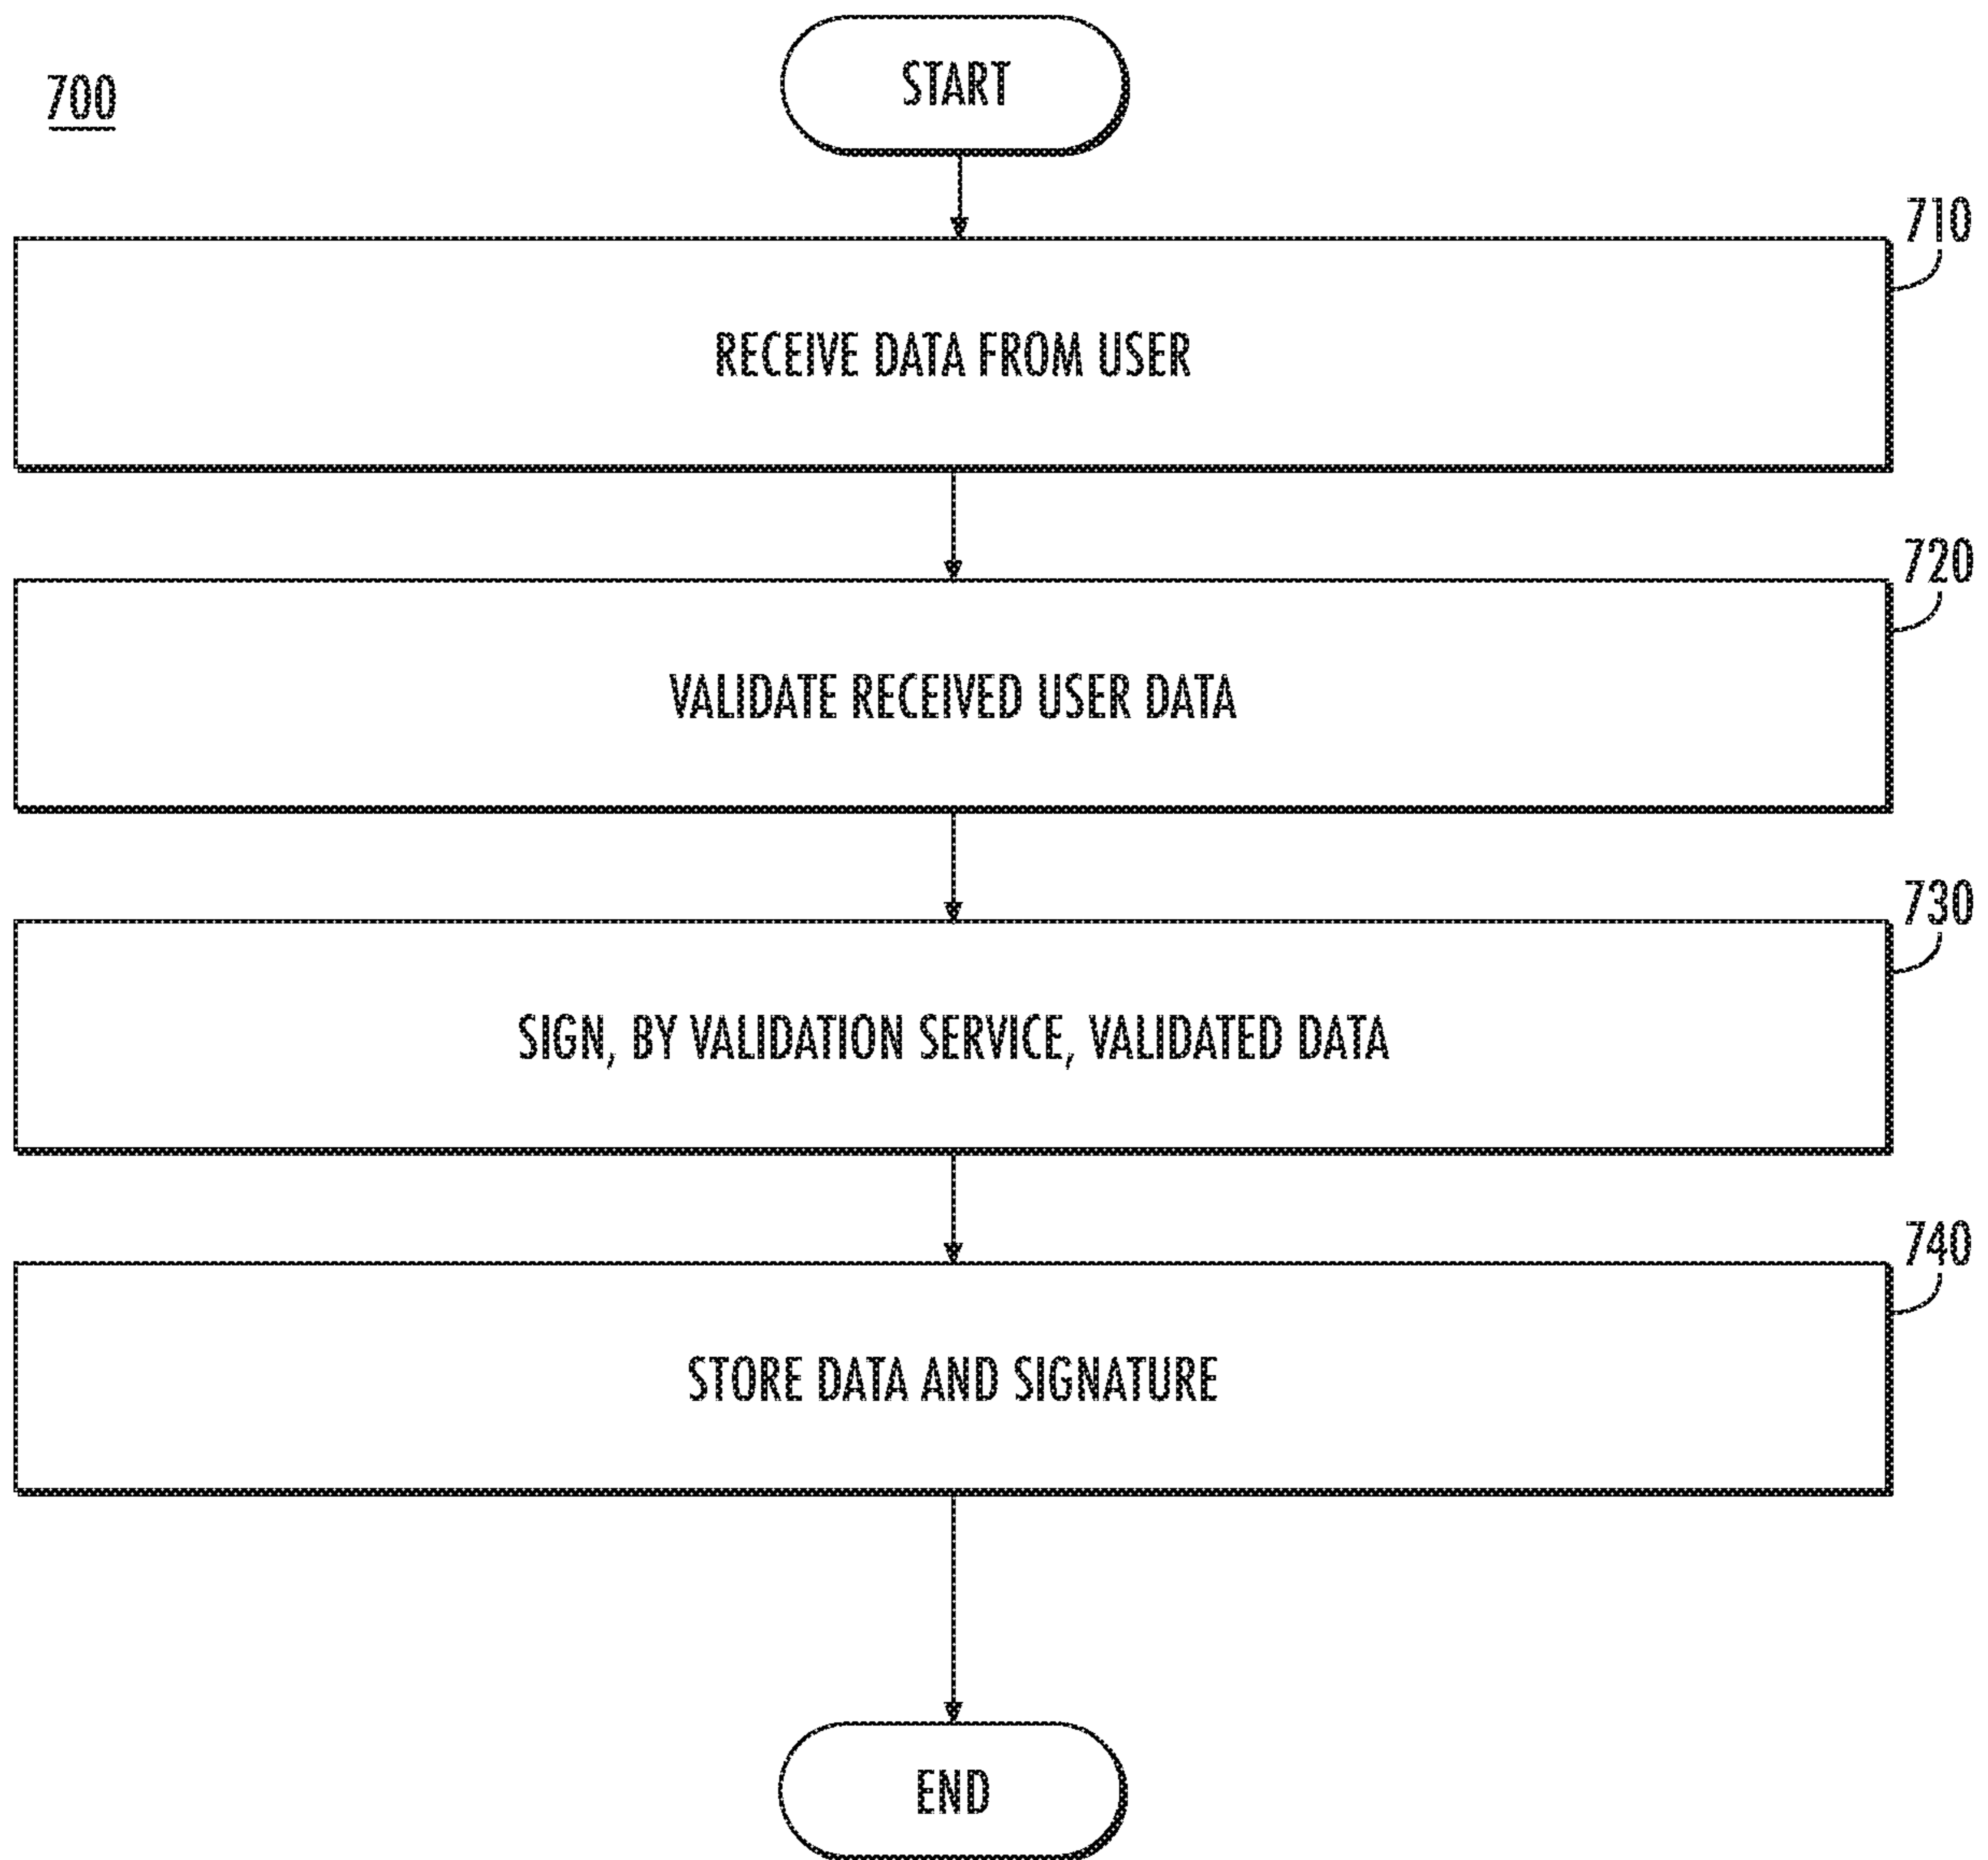 700
START
710
RECEIVE DATA FROM USER
720
VALIDATE RECEIVED USER DATA
730
SIGN, BY VALIDATION SERVICE, VALIDATED DATA
740
STORE DATA AND SIGNATURE
END